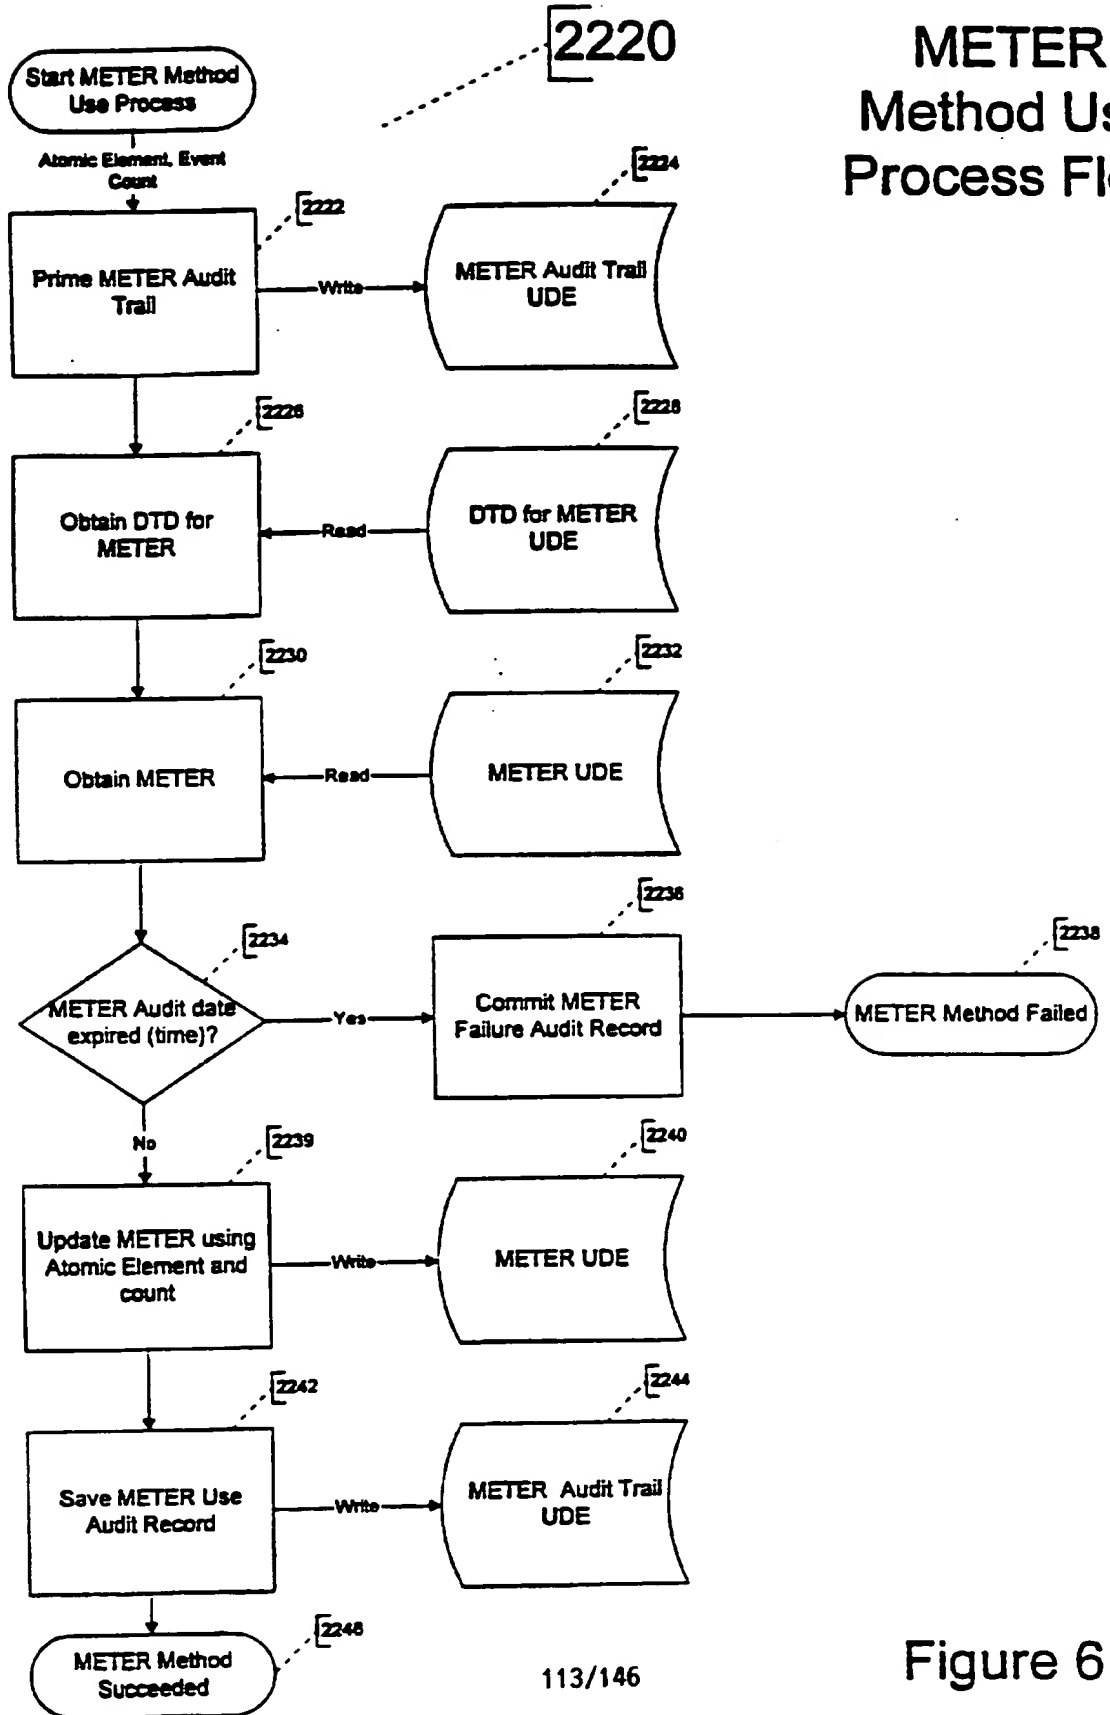 2220
METER
Method Us
Process Flo
Start METER Method
Use Process
Atomic Element, Event
Count
2222
2224
Prime METER Audit
Trail
Write
METER Audit Trail
UDE
2226
2228
Obtain DTD for
METER
Read
DTD for METER
UDE
2230
2232
Obtain METER
Read
METER UDE
2234
2236
2238
METER Audit date
expired (time)?
Yes
Commit METER
Failure Audit Record
METER Method Failed
No
2239
2240
Update METER using
Atomic Element and
count
Write
METER UDE
2242
2244
Save METER Use
Audit Record
Write
METER Audit Trail
UDE
2246
METER Method
Succeeded
113/146
Figure 6